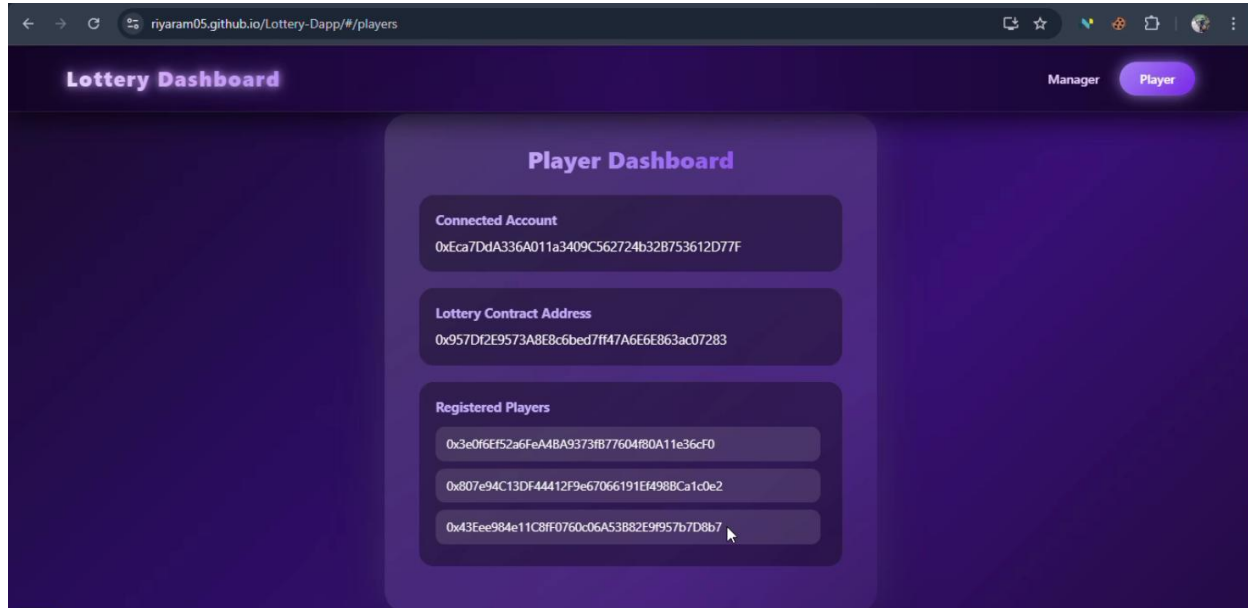 riyaram05.github.io/Lottery-Dapp/#/players
Lottery Dashboard
Manager
Player
Player Dashboard
Connected Account
0xEca7DdA336A011a3409C562724b32B753612D77F
Lottery Contract Address
0x957Df2E9573A8E8c6bed7ff47A6E6E863ac07283
Registered Players
0x3e0f6Ef52a6FeA4BA9373fB77604f80A11e36cF0
0x807e94C13DF44412F9e67066191Ef498BCa1c0e2
0x43Eee984e11C8fF0760c06A53B82E9f957b7D8b7